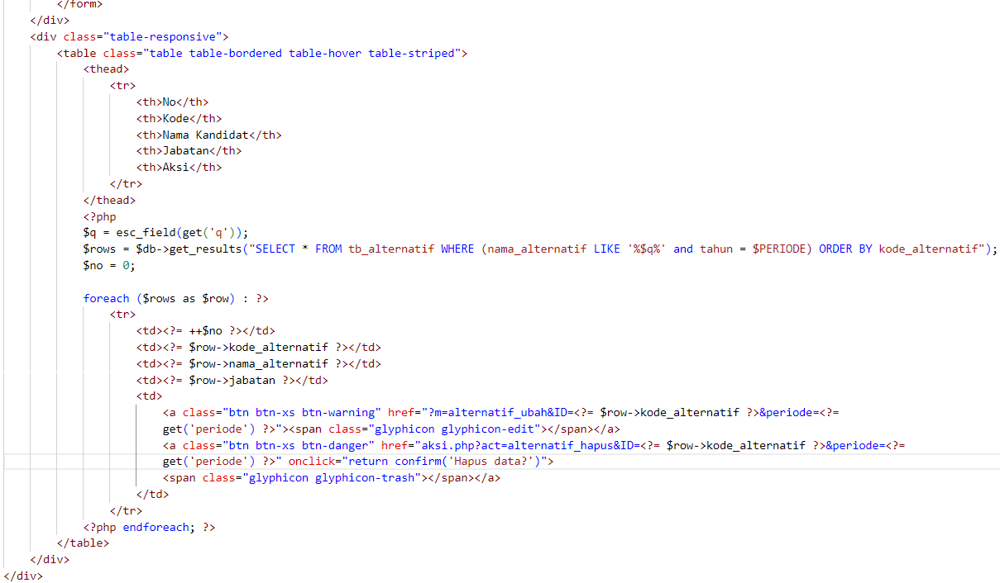 </form>
</div>
<div class="table-responsive">
<table class="table table-bordered table-hover table-striped">
<thead>
<tr>
<th>No</th>
<th>Kode</th>
<th>Nama Kandidat</th>
<th>Jabatan</th>
<th>Aksi</th>
</tr>
</thead>
<?php
$q = esc_field(get('q'));
$rows = $db->get_results("SELECT * FROM tb_alternatif WHERE (nama_alternatif LIKE '%$q%' and tahun = $PERIODE) ORDER BY kode_alternatif");
$no = 0;
foreach ($rows as $row) : ?>
<tr>
<td><?= ++$no ?></td>
<td><?= $row->kode_alternatif ?></td>
<td><?= $row->nama_alternatif ?></td>
<td><?= $row->jabatan ?></td>
<td>
<a class="btn btn-xs btn-warning" href="?m=alternatif_ubah&ID=<?= $row->kode_alternatif ?>&periode=<?=
get('periode') ?>"><span class="glyphicon glyphicon-edit"></span></a>
<a class="btn btn-xs btn-danger" href="aksi.php?act=alternatif_hapus&ID=<?= $row->kode_alternatif ?>&periode=<?=
get('periode') ?>" onclick="return confirm('Hapus data?')">
<span class="glyphicon glyphicon-trash"></span></a>
</td>
</tr>
<?php endforeach; ?>
</table>
</div>
</div>